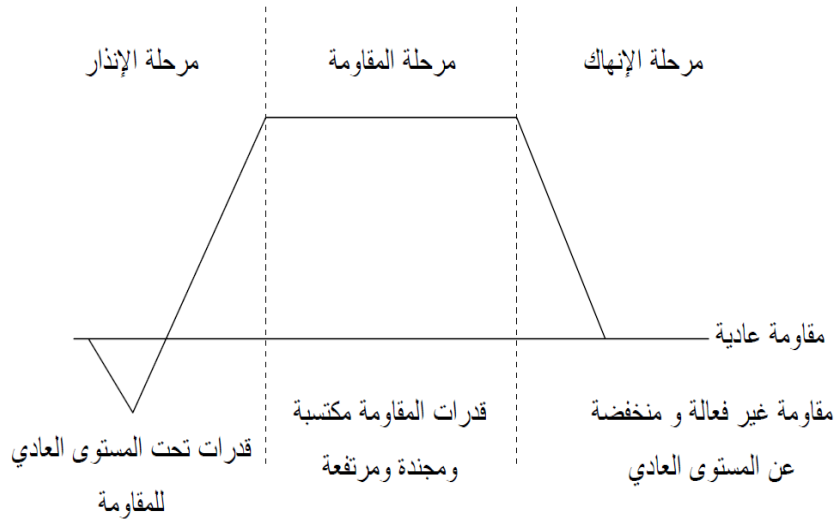 مرحلة الإنذار
مرحلة المقاومة
مرحلة الإنهاك
مقاومة عادية
قدرات تحت المستوى العادي
للمقاومة
قدرات المقاومة مكتسبة
ومجندة ومرتفعة
مقاومة غير فعالة و منخفضة
عن المستوى العادي